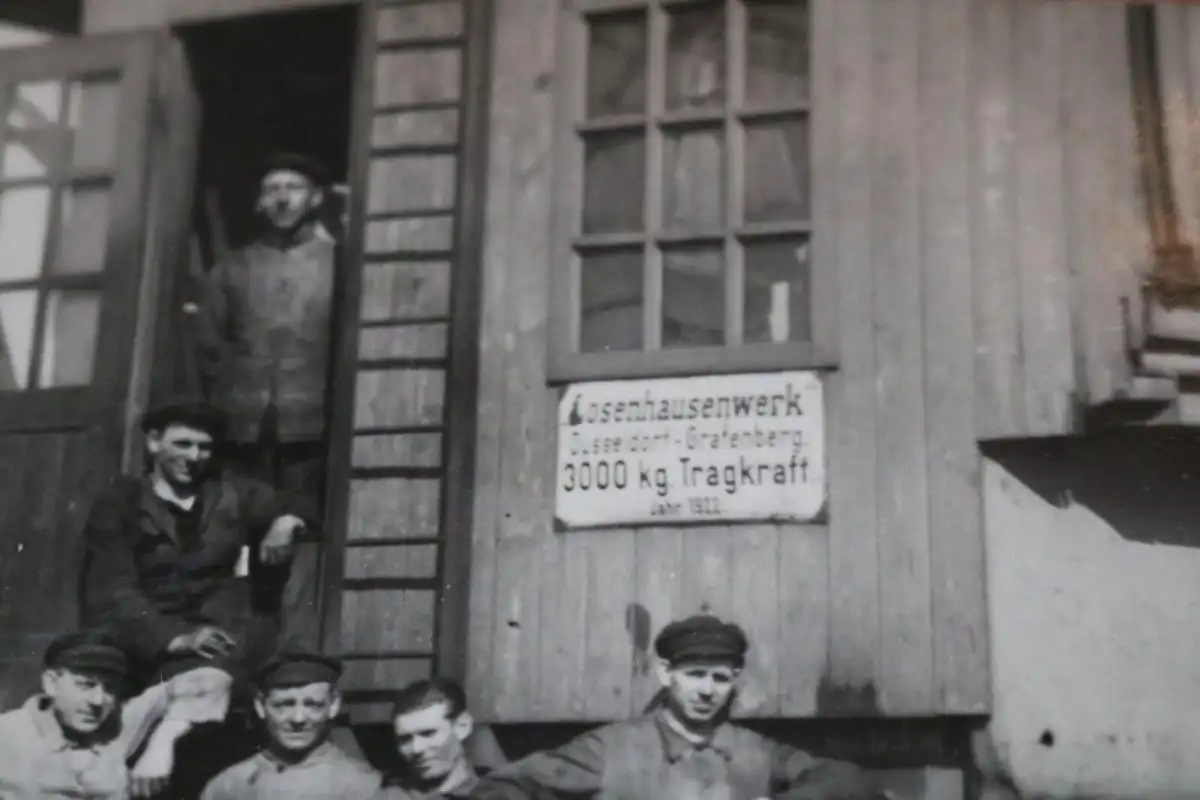 Losenhausenwerk
Düsseldorf-Grafenberg.
3000 kg. Tragkraft.
Jahr 1922.